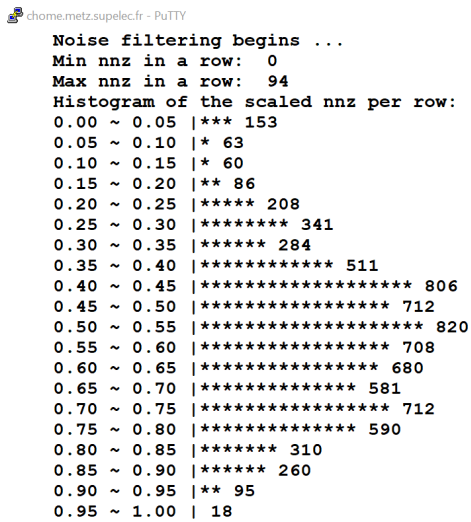 chome.metz.supelec.fr - PuTTY
Noise filtering begins ...
Min nnz in a row:  0
Max nnz in a row:  94
Histogram of the scaled nnz per row:
0.00 ~ 0.05 |*** 153
0.05 ~ 0.10 |* 63
0.10 ~ 0.15 |* 60
0.15 ~ 0.20 |** 86
0.20 ~ 0.25 |***** 208
0.25 ~ 0.30 |******** 341
0.30 ~ 0.35 |****** 284
0.35 ~ 0.40 |************ 511
0.40 ~ 0.45 |******************* 806
0.45 ~ 0.50 |***************** 712
0.50 ~ 0.55 |******************** 820
0.55 ~ 0.60 |***************** 708
0.60 ~ 0.65 |**************** 680
0.65 ~ 0.70 |************** 581
0.70 ~ 0.75 |***************** 712
0.75 ~ 0.80 |************** 590
0.80 ~ 0.85 |******* 310
0.85 ~ 0.90 |****** 260
0.90 ~ 0.95 |** 95
0.95 ~ 1.00 | 18